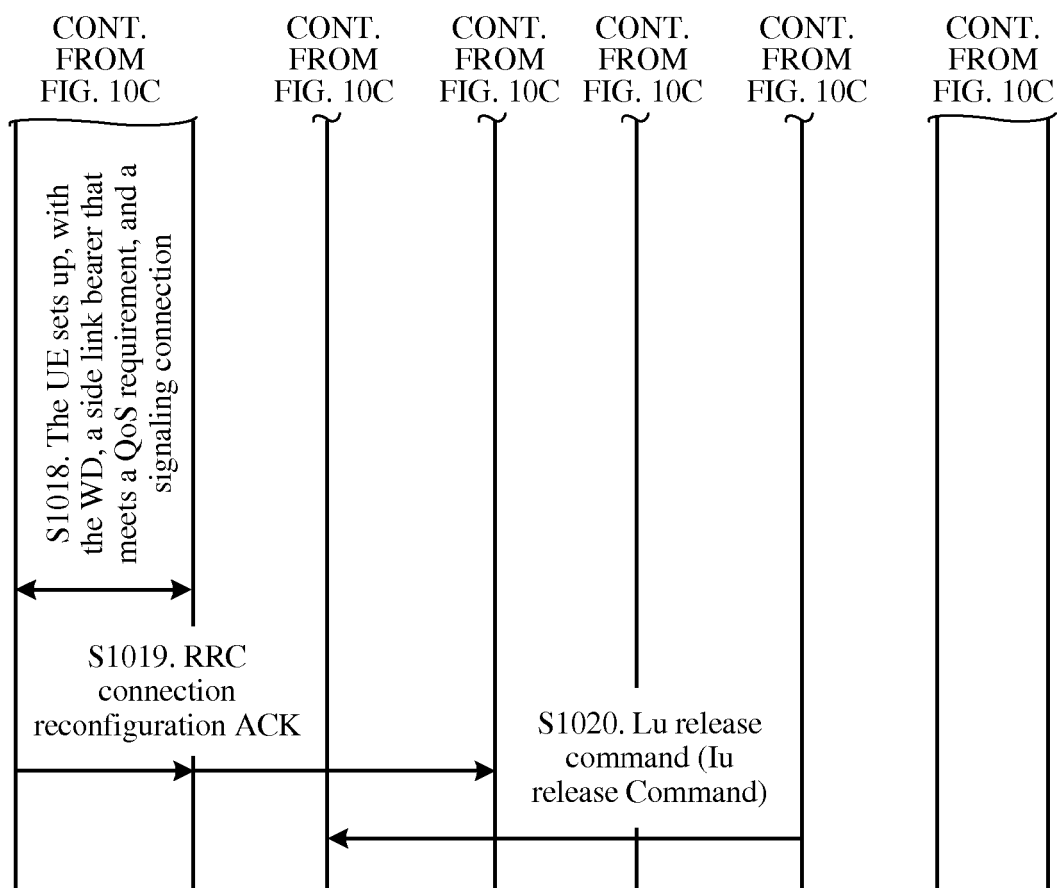 CONT.
FROM
FIG. 10C
CONT.
FROM
FIG. 10C
CONT.
FROM
FIG. 10C
CONT.
FROM
FIG. 10C
CONT.
FROM
FIG. 10C
CONT.
FROM
FIG. 10C
S1018. The UE sets up, with
the WD, a side link bearer that
meets a QoS requirement, and a
signaling connection
S1019. RRC
connection
reconfiguration ACK
S1020. Lu release
command (Iu
release Command)